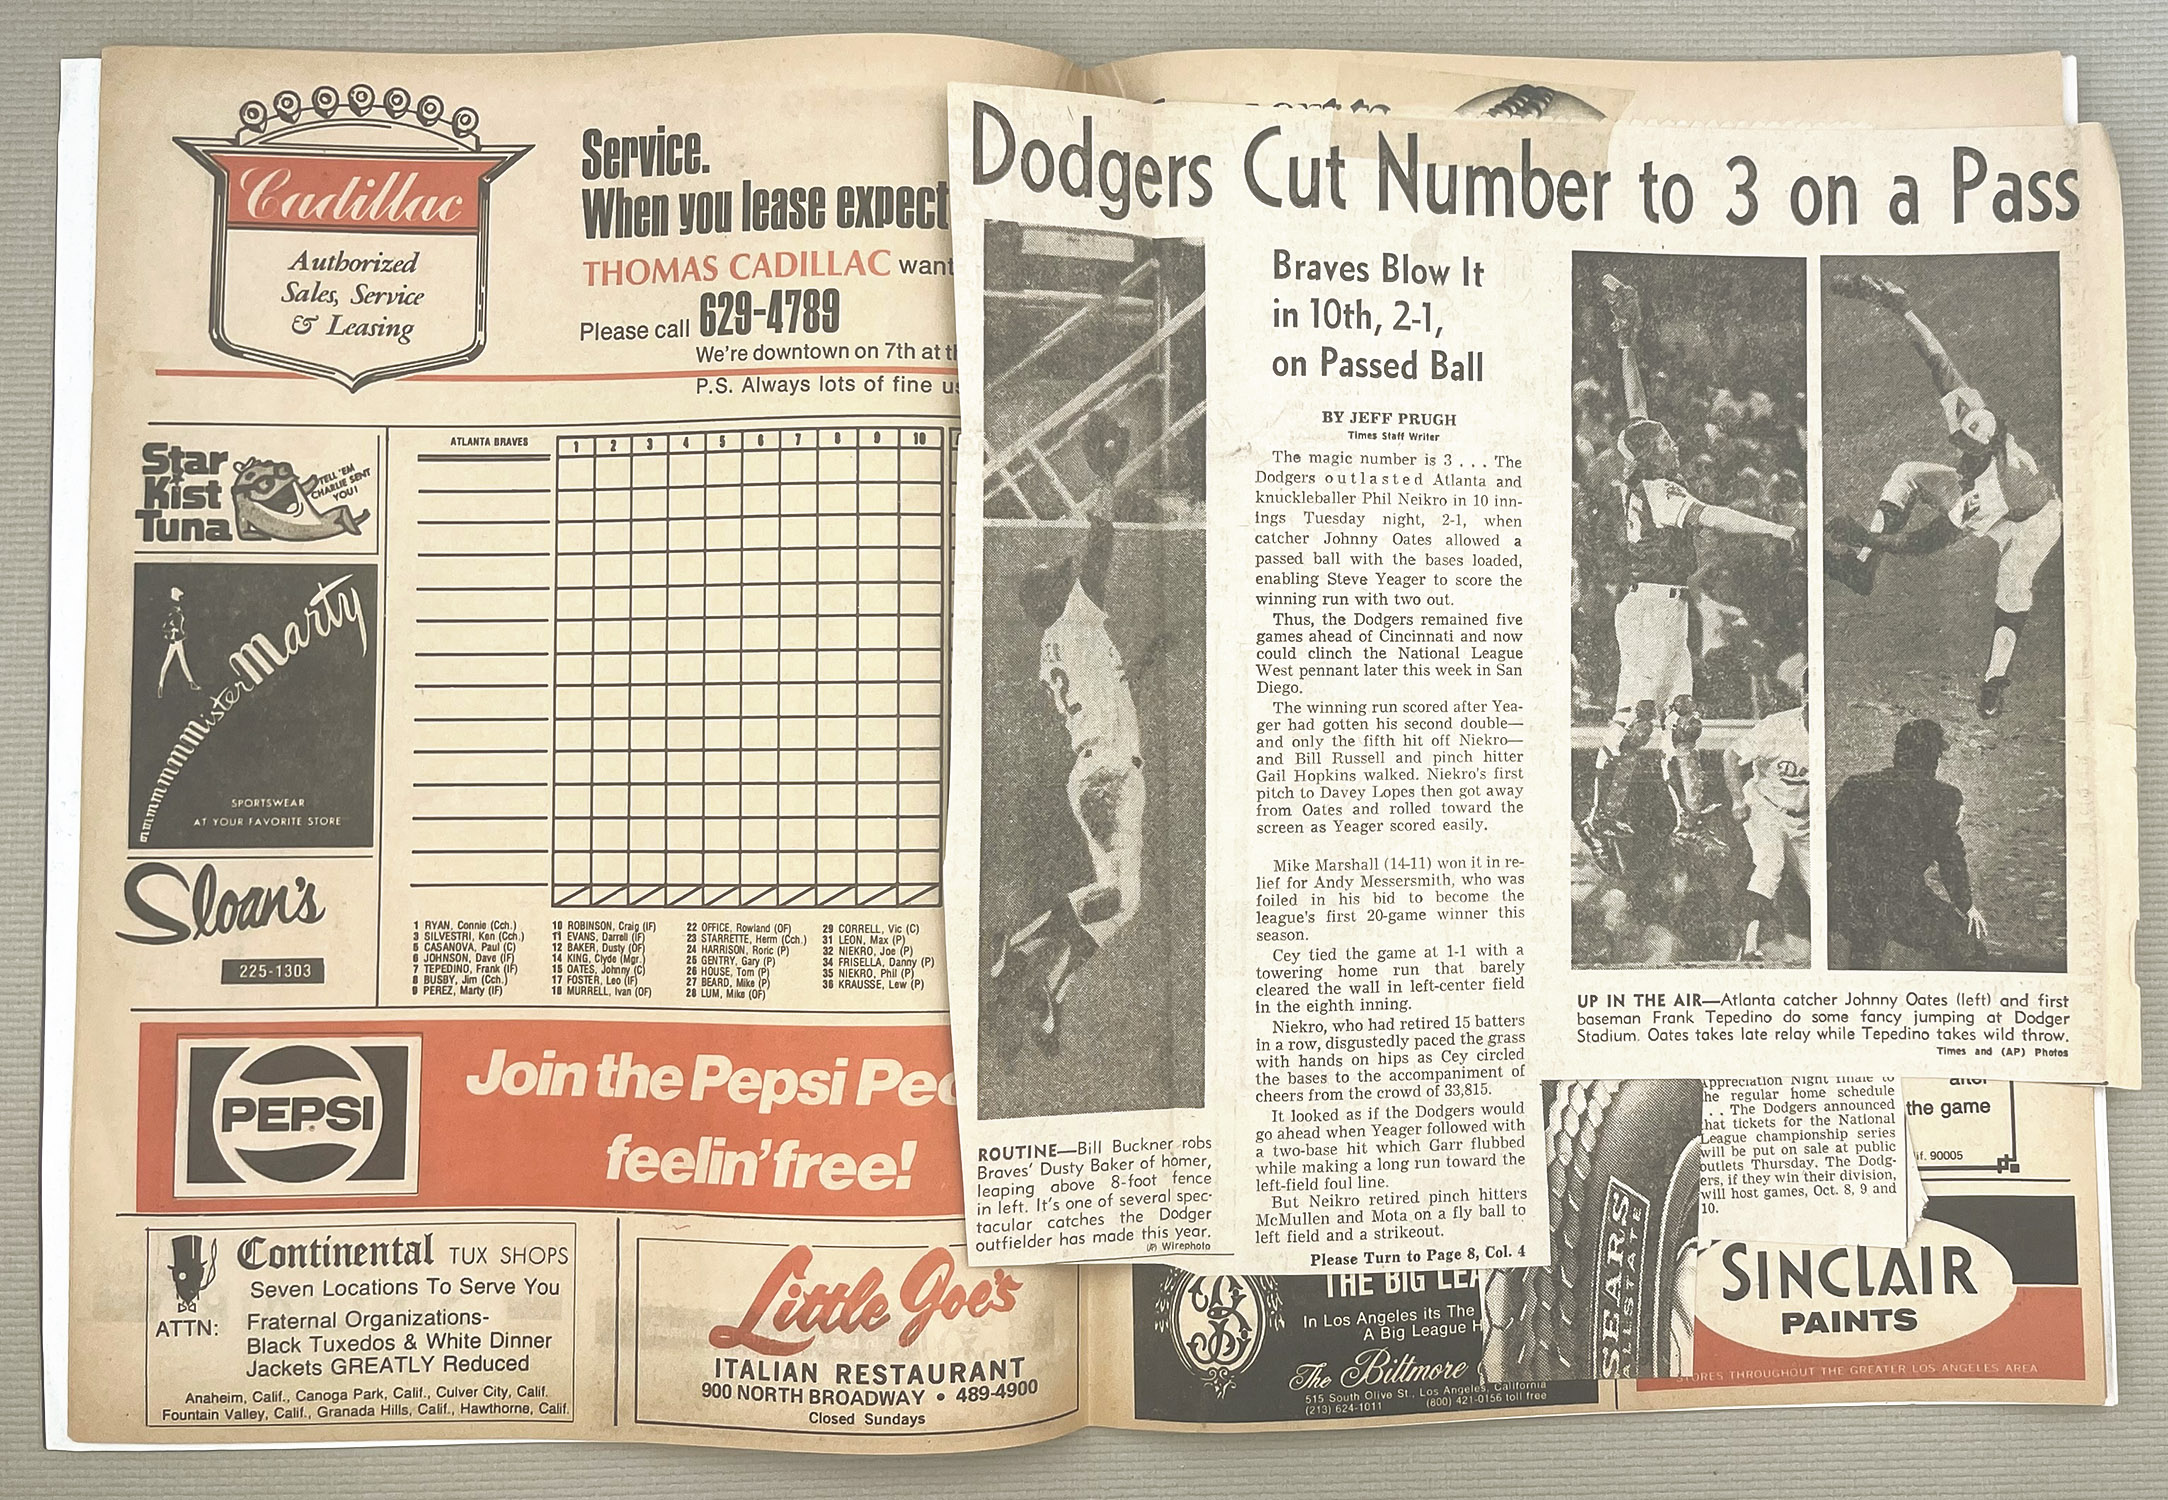 Cadillac
Authorized
Sales, Service
& Leasing
Service.
When you lease expect
THOMAS CADILLAC want
Please call 629-4789
We're downtown on 7th at
P.S. Always lots of fine
Star
Kist
Tuna
TELL 'EM
CHARLIE SENT
YOU!
mmmmmmister Marty
SPORTSWEAR
AT YOUR FAVORITE STORE
Sloan's
225-1303
ATLANTA BRAVES
1 2 3 4 5 6 7 8 9 10
1 RYAN, Connie (Cch.)
3 SILVESTRI, Ken (Cch.)
5 CASANOVA, Paul (C)
6 JOHNSON, Dave (IF)
7 TEPEDINO, Frank (IF)
8 BUSBY, Jim (Cch.)
9 PEREZ, Marty (IF)
10 ROBINSON, Craig (IF)
11 EVANS, Darrell (IF)
12 BAKER, Dusty (OF)
14 KING, Clyde (Mgr.)
15 OATES, Johnny (C)
17 FOSTER, Leo (IF)
18 MURRELL, Ivan (OF)
22 OFFICE, Rowland (OF)
23 STARRETTE, Herm (Cch.)
24 HARRISON, Roric (P)
25 GENTRY, Gary (P)
26 HOUSE, Tom (P)
27 BEARD, Mike (P)
28 LUM, Mike (OF)
29 CORRELL, Vic (C)
31 LEON, Max (P)
32 NIEKRO, Joe (P)
34 FRISELLA, Danny (P)
35 NIEKRO, Phil (P)
36 KRAUSSE, Lew (P)
PEPSI
Join the Pepsi Peo
feelin' free!
Continental TUX SHOPS
Seven Locations To Serve You
ATTN: Fraternal Organizations-
Black Tuxedos & White Dinner
Jackets GREATLY Reduced
Anaheim, Calif., Canoga Park, Calif., Culver City, Calif.
Fountain Valley, Calif., Granada Hills, Calif., Hawthorne, Calif.
Little Joe's
ITALIAN RESTAURANT
900 NORTH BROADWAY • 489-4900
Closed Sundays
Dodgers Cut Number to 3 on a Pass
Braves Blow It
in 10th, 2-1,
on Passed Ball
BY JEFF PRUGH
Times Staff Writer
The magic number is 3 . . . The
Dodgers outlasted Atlanta and
knuckleballer Phil Neikro in 10 inn-
ings Tuesday night, 2-1, when
catcher Johnny Oates allowed a
passed ball with the bases loaded,
enabling Steve Yeager to score the
winning run with two out.
Thus, the Dodgers remained five
games ahead of Cincinnati and now
could clinch the National League
West pennant later this week in San
Diego.
The winning run scored after Yea-
ger had gotten his second double—
and only the fifth hit off Niekro—
and Bill Russell and pinch hitter
Gail Hopkins walked. Niekro's first
pitch to Davey Lopes then got away
from Oates and rolled toward the
screen as Yeager scored easily.
Mike Marshall (14-11) won it in re-
lief for Andy Messersmith, who was
foiled in his bid to become the
league's first 20-game winner this
season.
Cey tied the game at 1-1 with a
towering home run that barely
cleared the wall in left-center field
in the eighth inning.
Niekro, who had retired 15 batters
in a row, disgustedly paced the grass
with hands on hips as Cey circled
the bases to the accompaniment of
cheers from the crowd of 33,815.
It looked as if the Dodgers would
go ahead when Yeager followed with
a two-base hit which Garr flubbed
while making a long run toward the
left-field foul line.
But Neikro retired pinch hitters
McMullen and Mota on a fly ball to
left field and a strikeout.
Please Turn to Page 8, Col. 4
ROUTINE—Bill Buckner robs
Braves' Dusty Baker of homer,
leaping above 8-foot fence
in left. It's one of several spec-
tacular catches the Dodger
outfielder has made this year.
(AP) Wirephoto
UP IN THE AIR—Atlanta catcher Johnny Oates (left) and first
baseman Frank Tepedino do some fancy jumping at Dodger
Stadium. Oates takes late relay while Tepedino takes wild throw.
Times and (AP) Photos
Appreciation Night finale to
he regular home schedule
. . . The Dodgers announced
hat tickets for the National
League championship series
will be put on sale at public
outlets Thursday. The Dodg-
ers, if they win their division,
will host games, Oct. 8, 9 and
10.
after
the game
if. 90005
THE BIG LEA
In Los Angeles its The
A Big League H
The Biltmore
515 South Olive St., Los Angeles, California
(213) 624-1011 (800) 421-0156 toll free
SEARS
ALLSTATE
SINCLAIR
PAINTS
STORES THROUGHOUT THE GREATER LOS ANGELES AREA